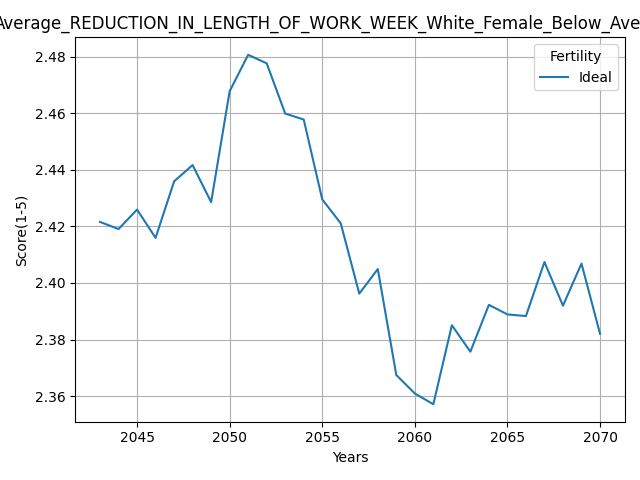 Average_REDUCTION_IN_LENGTH_OF_WORK_WEEK_White_Female_Below_Ave
2.48
2.46
2.44
2.42
2.40
2.38
2.36
Score(1-5)
Fertility
Ideal
2045 2050 2055 2060 2065 2070
Years